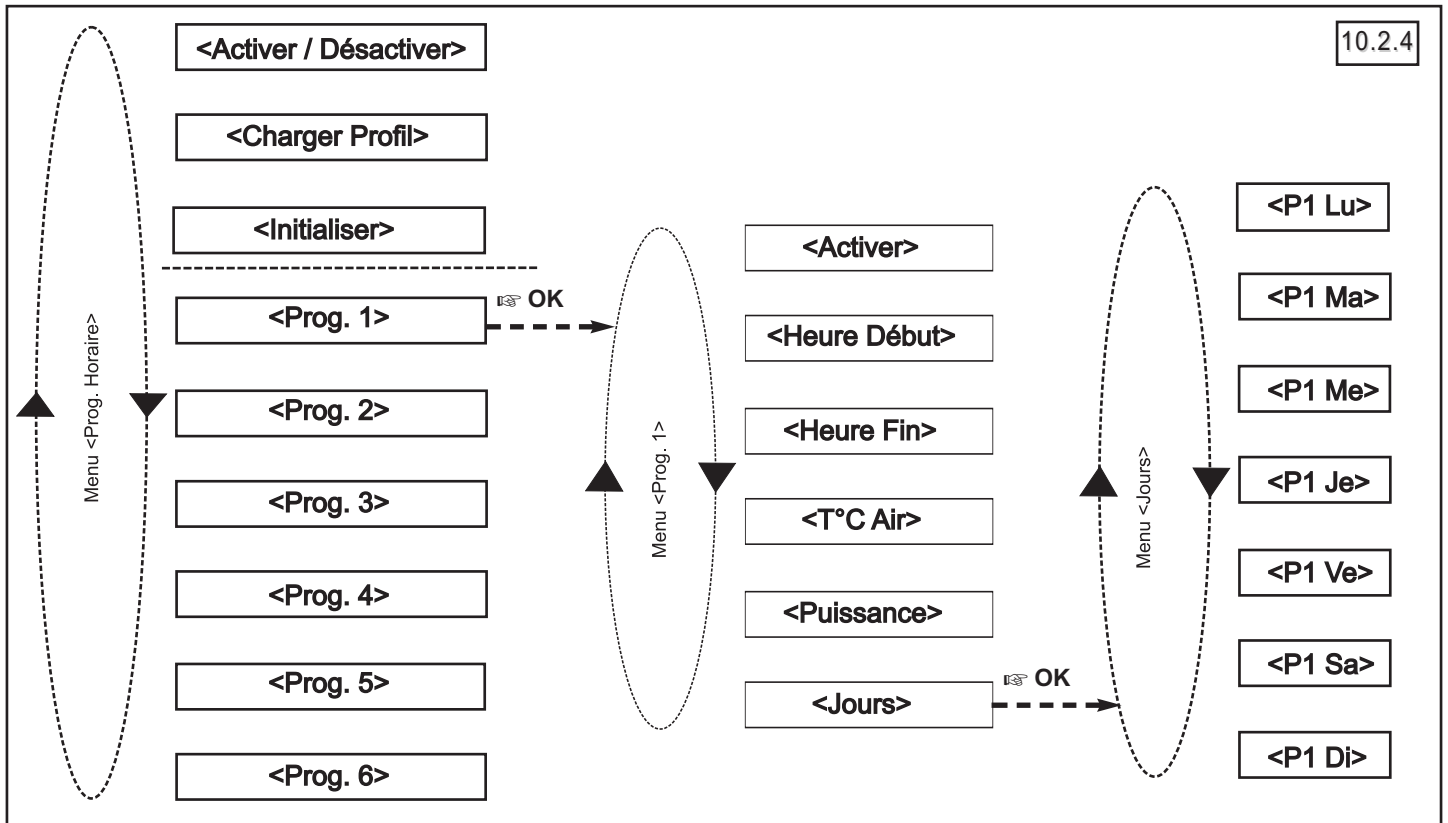 10.2.4
Menu <Prog. Horaire>
<Activer / Désactiver>
<Charger Profil>
<Initialiser>
<Prog. 1>
☞ OK
<Prog. 2>
<Prog. 3>
<Prog. 4>
<Prog. 5>
<Prog. 6>
Menu <Prog. 1>
<Activer>
<Heure Début>
<Heure Fin>
<T°C Air>
<Puissance>
<Jours>
☞ OK
Menu <Jours>
<P1 Lu>
<P1 Ma>
<P1 Me>
<P1 Je>
<P1 Ve>
<P1 Sa>
<P1 Di>